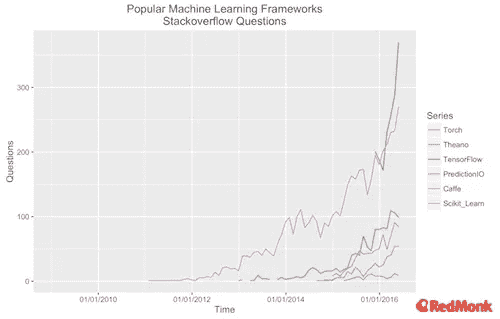 Popular Machine Learning Frameworks
Stackoverflow Questions
Questions
300
200
100
0
01/01/2010 01/01/2012 01/01/2014 01/01/2016
Time
Series
Torch
Theano
TensorFlow
PredictionIO
Caffe
Scikit_Learn
RedMonk